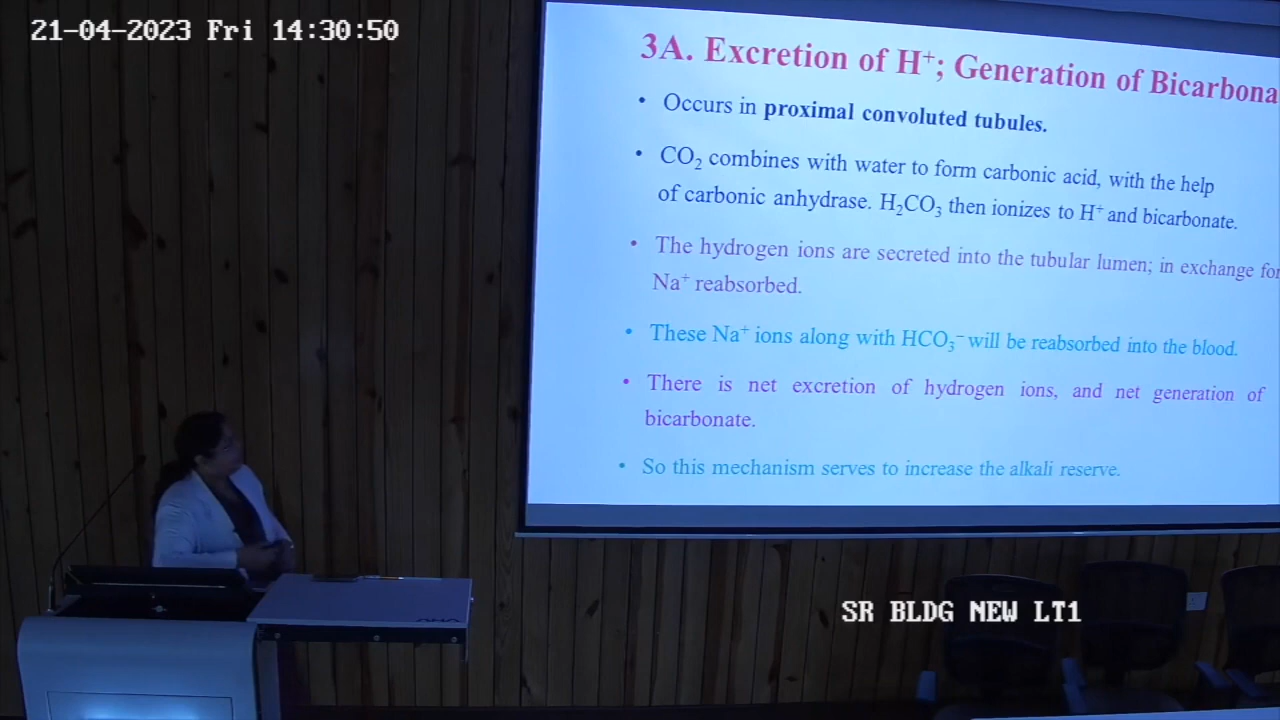 21-04-2023 Fri 14:30:50
3A. Excretion of H⁺; Generation of Bicarbona
• Occurs in proximal convoluted tubules.
• CO₂ combines with water to form carbonic acid, with the help
of carbonic anhydrase. H₂CO₃ then ionizes to H⁺ and bicarbonate.
• The hydrogen ions are secreted into the tubular lumen; in exchange for
Na⁺ reabsorbed.
• These Na⁺ ions along with HCO₃⁻ will be reabsorbed into the blood.
• There is net excretion of hydrogen ions, and net generation of
bicarbonate.
• So this mechanism serves to increase the alkali reserve.
SR BLDG NEW LT1